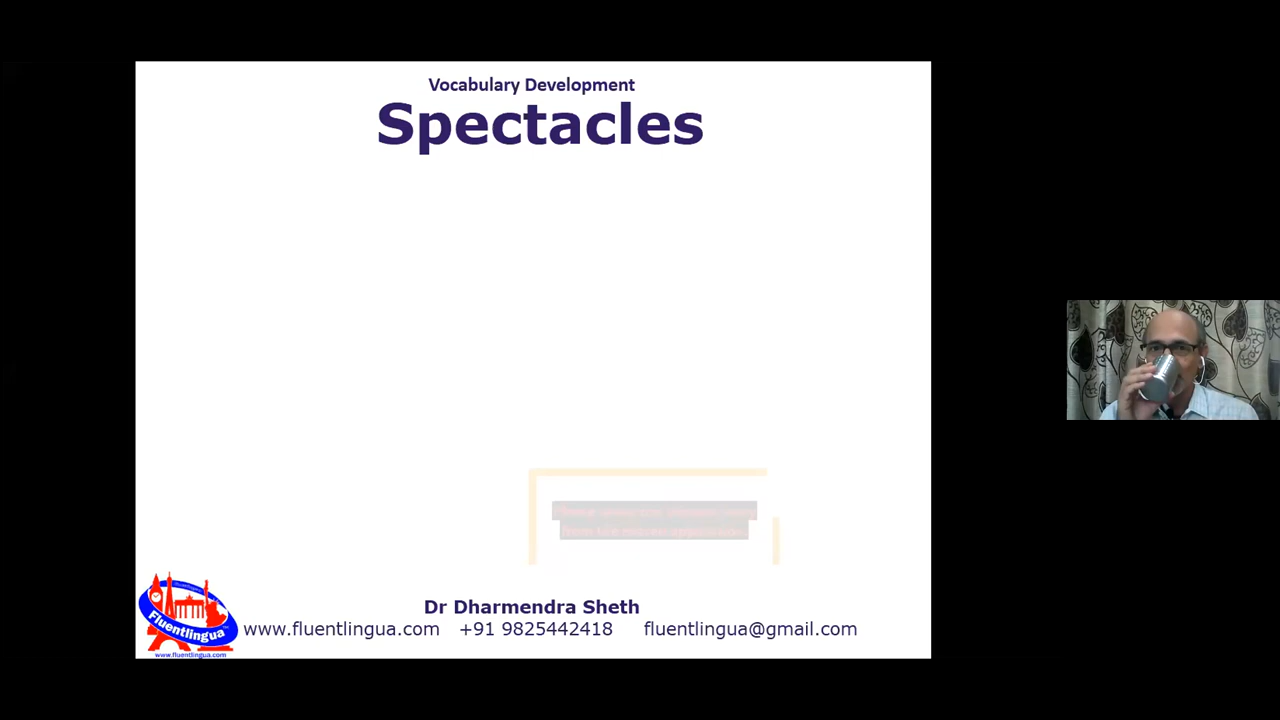 Vocabulary Development
Spectacles
Dr Dharmendra Sheth
www.fluentlingua.com +91 9825442418 fluentlingua@gmail.com
Fluentlingua
www.fluentlingua.com